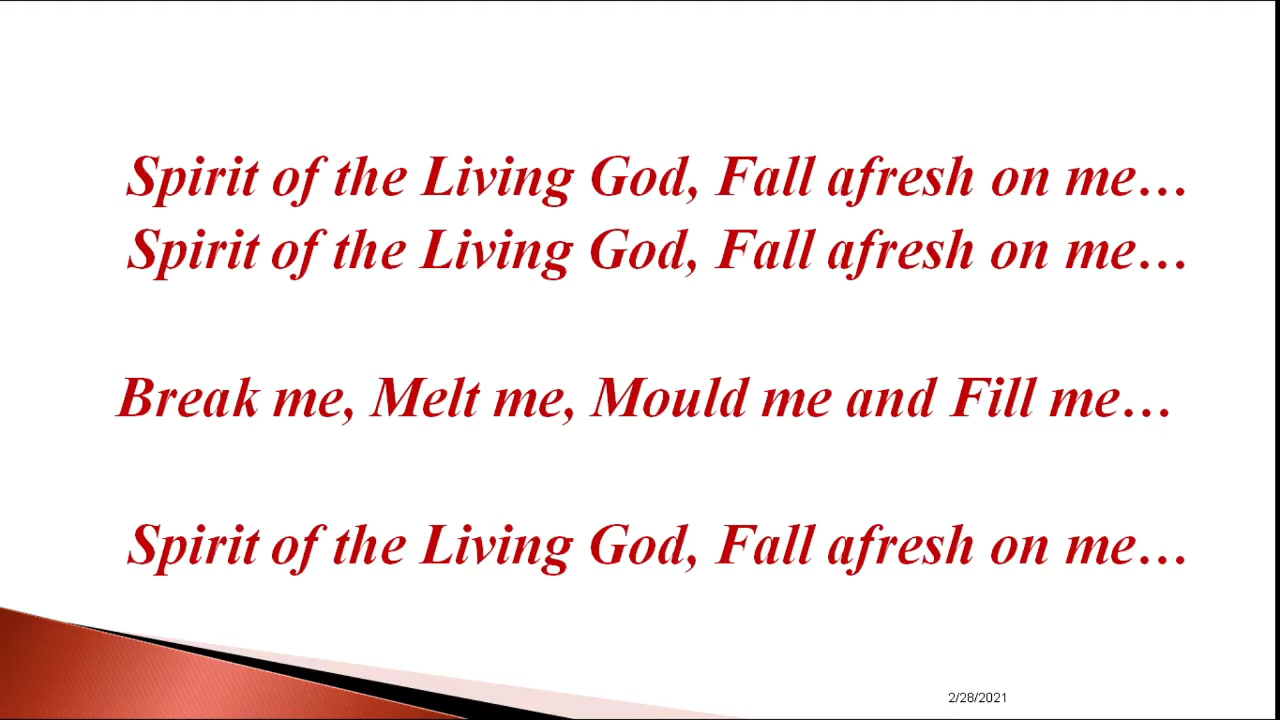 Spirit of the Living God, Fall afresh on me…
Spirit of the Living God, Fall afresh on me…
Break me, Melt me, Mould me and Fill me…
Spirit of the Living God, Fall afresh on me…
2/28/2021